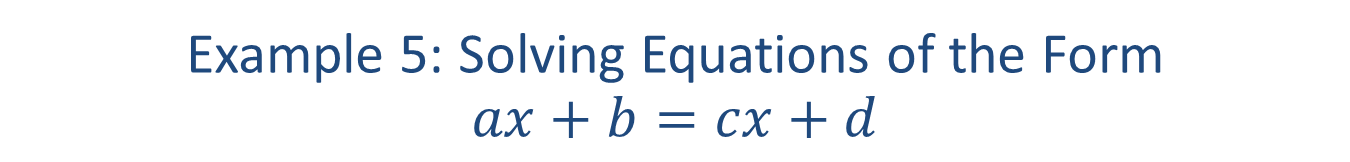 Example 5: Solving Equations of the Form
ax + b = cx + d